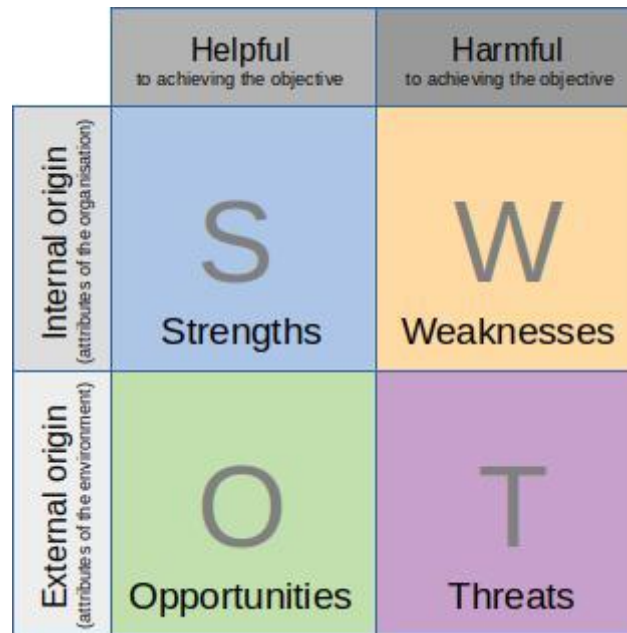 Helpful
to achieving the objective
Harmful
to achieving the objective
Internal origin
(attributes of the organisation)
S
Strengths
W
Weaknesses
External origin
(attributes of the environment)
O
Opportunities
T
Threats